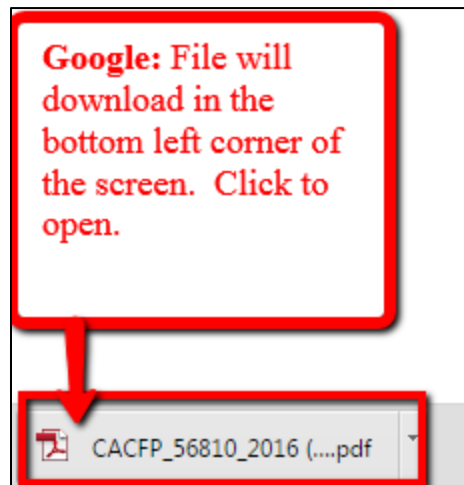 Google: File will
download in the
bottom left corner of
the screen.  Click to
open.
CACFP_56810_2016 (....pdf